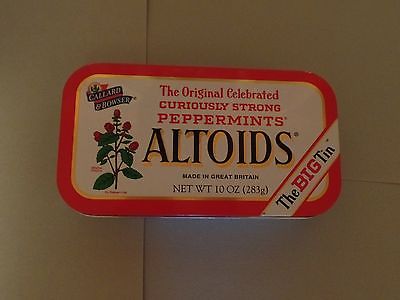 CALLARD
& BOWSER
The Original Celebrated
CURIOUSLY STRONG
PEPPERMINTS
ALTOIDS®
MADE IN GREAT BRITAIN
NET WT 10 OZ (283g)
The BIG Tin